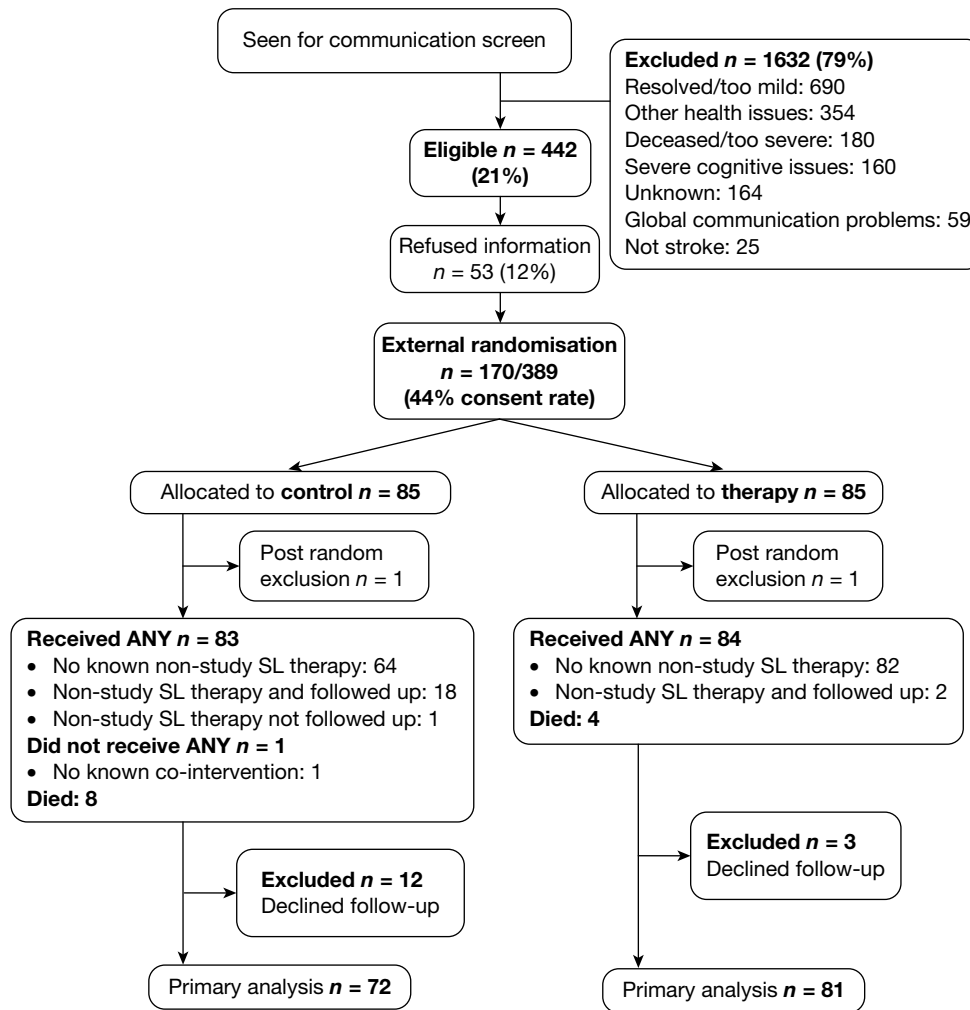 Seen for communication screen
Excluded n = 1632 (79%)
Resolved/too mild: 690
Other health issues: 354
Deceased/too severe: 180
Severe cognitive issues: 160
Unknown: 164
Global communication problems: 59
Not stroke: 25
Eligible n = 442
(21%)
Refused information
n = 53 (12%)
External randomisation
n = 170/389
(44% consent rate)
Allocated to control n = 85
Allocated to therapy n = 85
Post random
exclusion n = 1
Post random
exclusion n = 1
Received ANY n = 83
• No known non-study SL therapy: 64
• Non-study SL therapy and followed up: 18
• Non-study SL therapy not followed up: 1
Did not receive ANY n = 1
• No known co-intervention: 1
Died: 8
Received ANY n = 84
• No known non-study SL therapy: 82
• Non-study SL therapy and followed up: 2
Died: 4
Excluded n = 12
Declined follow-up
Excluded n = 3
Declined follow-up
Primary analysis n = 72
Primary analysis n = 81